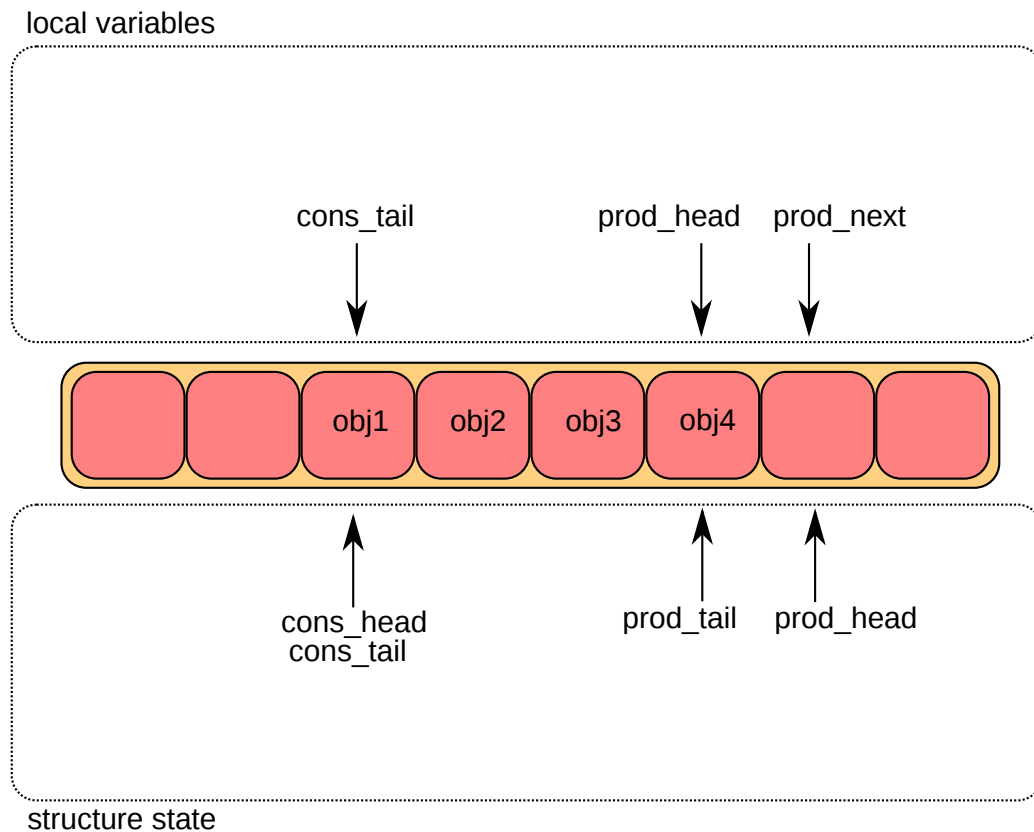 local variables
cons_tail prod_head prod_next
obj1 obj2 obj3 obj4
cons_head prod_tail prod_head
cons_tail
structure state